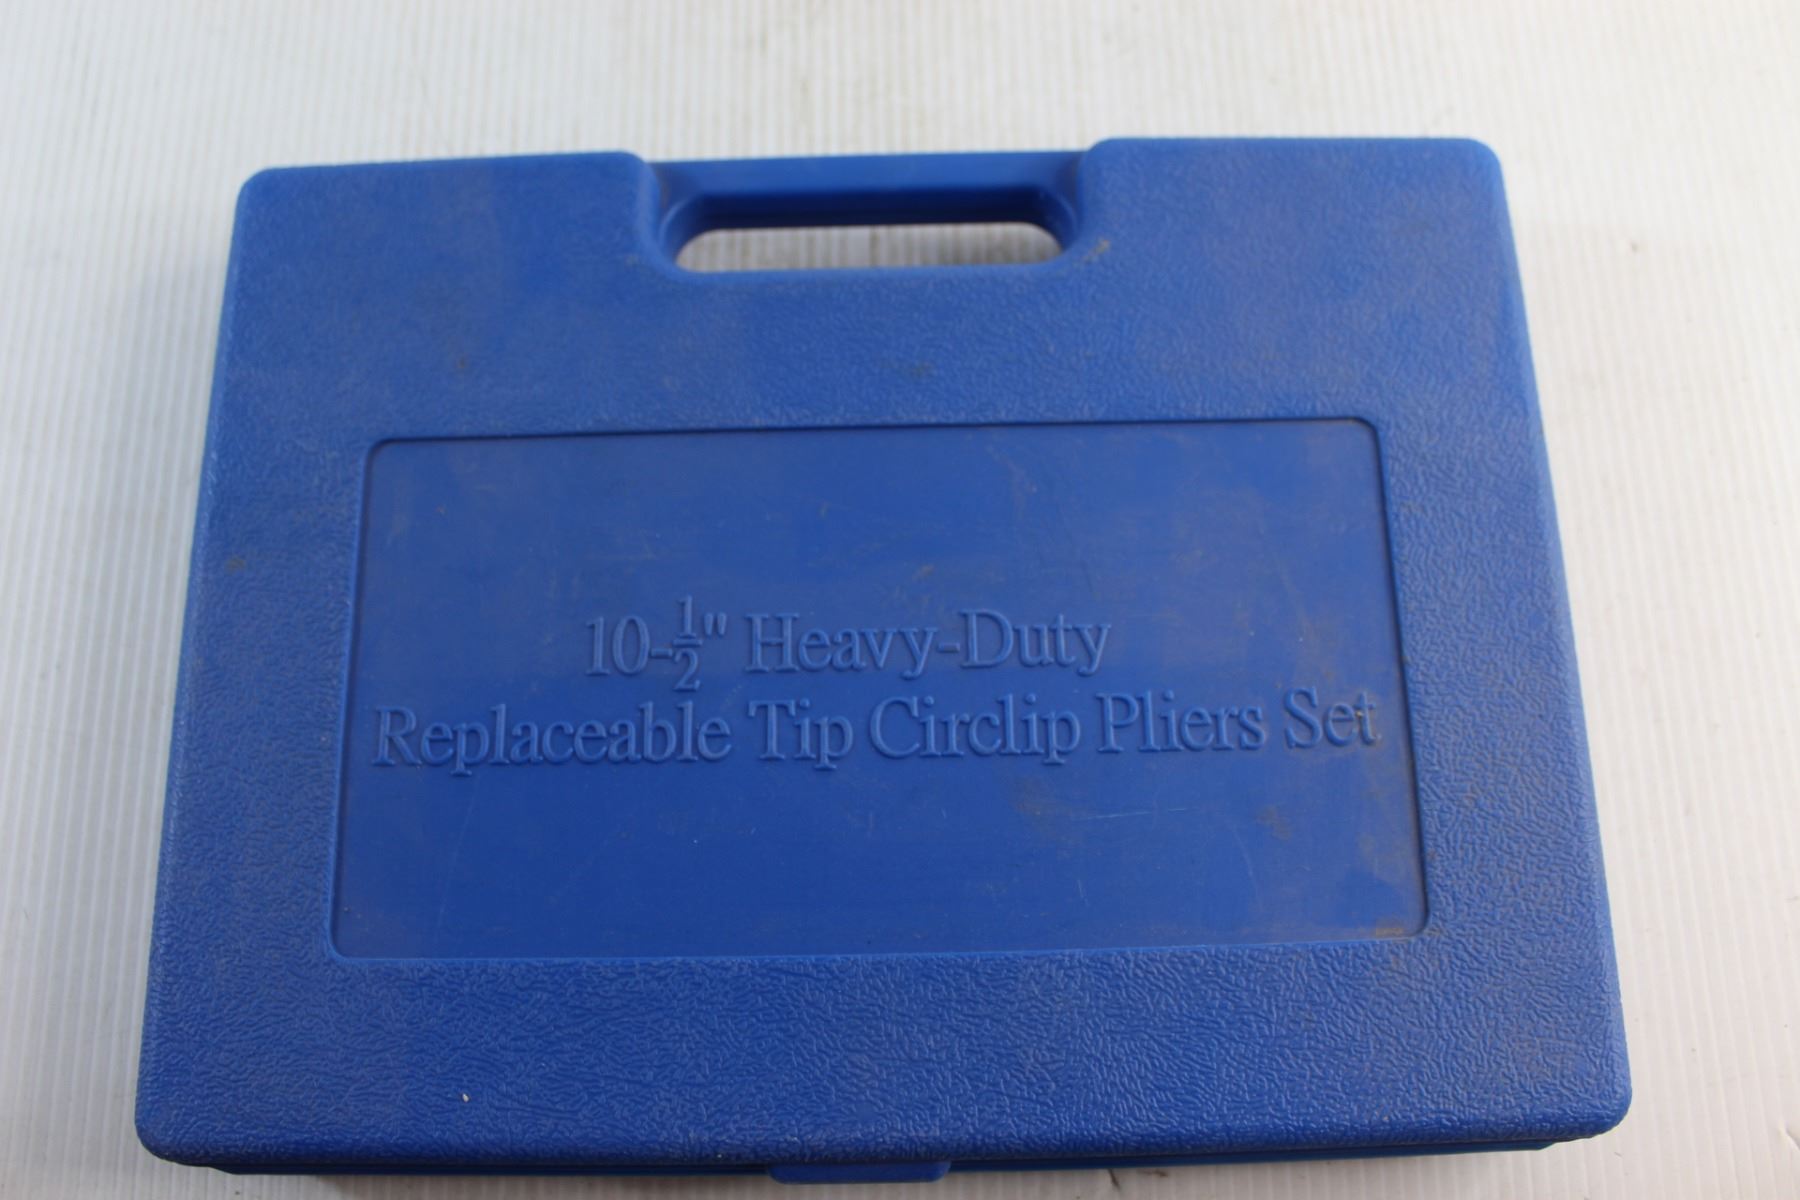 10-½" Heavy-Duty
Replaceable Tip Circlip Pliers Set